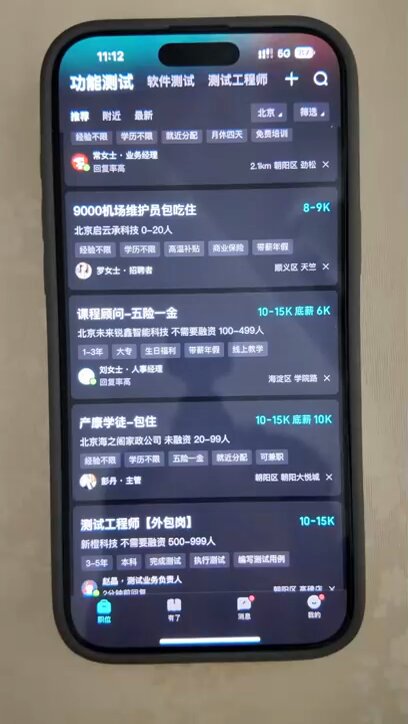 11:12 5G 87
功能测试 软件测试 测试工程师
推荐 附近 最新 北京 筛选
经验不限 学历不限 就近分配 月休四天 免费培训
常女士·业务经理
回复率高
2.1km 朝阳区 劲松
9000机场维护员包吃住 8-9K
北京启云承科技 0-20人
经验不限 学历不限 高温补贴 商业保险 带薪年假
罗女士·招聘者 顺义区 天竺
课程顾问-五险一金 10-15K 底薪 6K
北京未来锐鑫智能科技 不需要融资 100-499人
1-3年 大专 生日福利 带薪年假 线上教学
刘女士·人事经理
回复率高
海淀区 学院路
产康学徒-包住 10-15K 底薪 10K
北京海之阁家政公司 未融资 20-99人
经验不限 学历不限 五险一金 就近分配 可兼职
彭丹·主管 朝阳区 朝阳大悦城
测试工程师【外包岗】 10-15K
新橙科技 不需要融资 500-999人
3-5年 本科 完成测试 执行测试 编写测试用例
赵晶·测试业务负责人
2分钟前回复
朝阳区
职位 有了 消息 我的